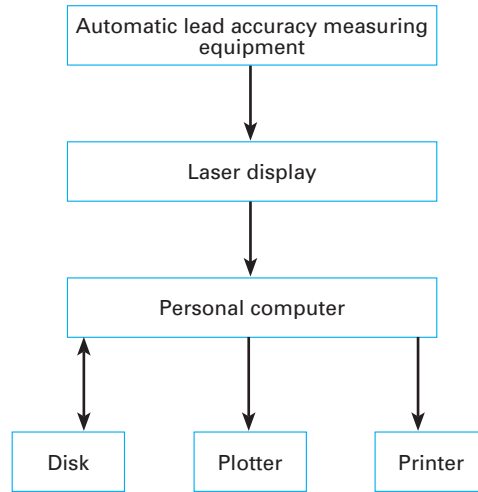 Automatic lead accuracy measuring
equipment
Laser display
Personal computer
Disk
Plotter
Printer